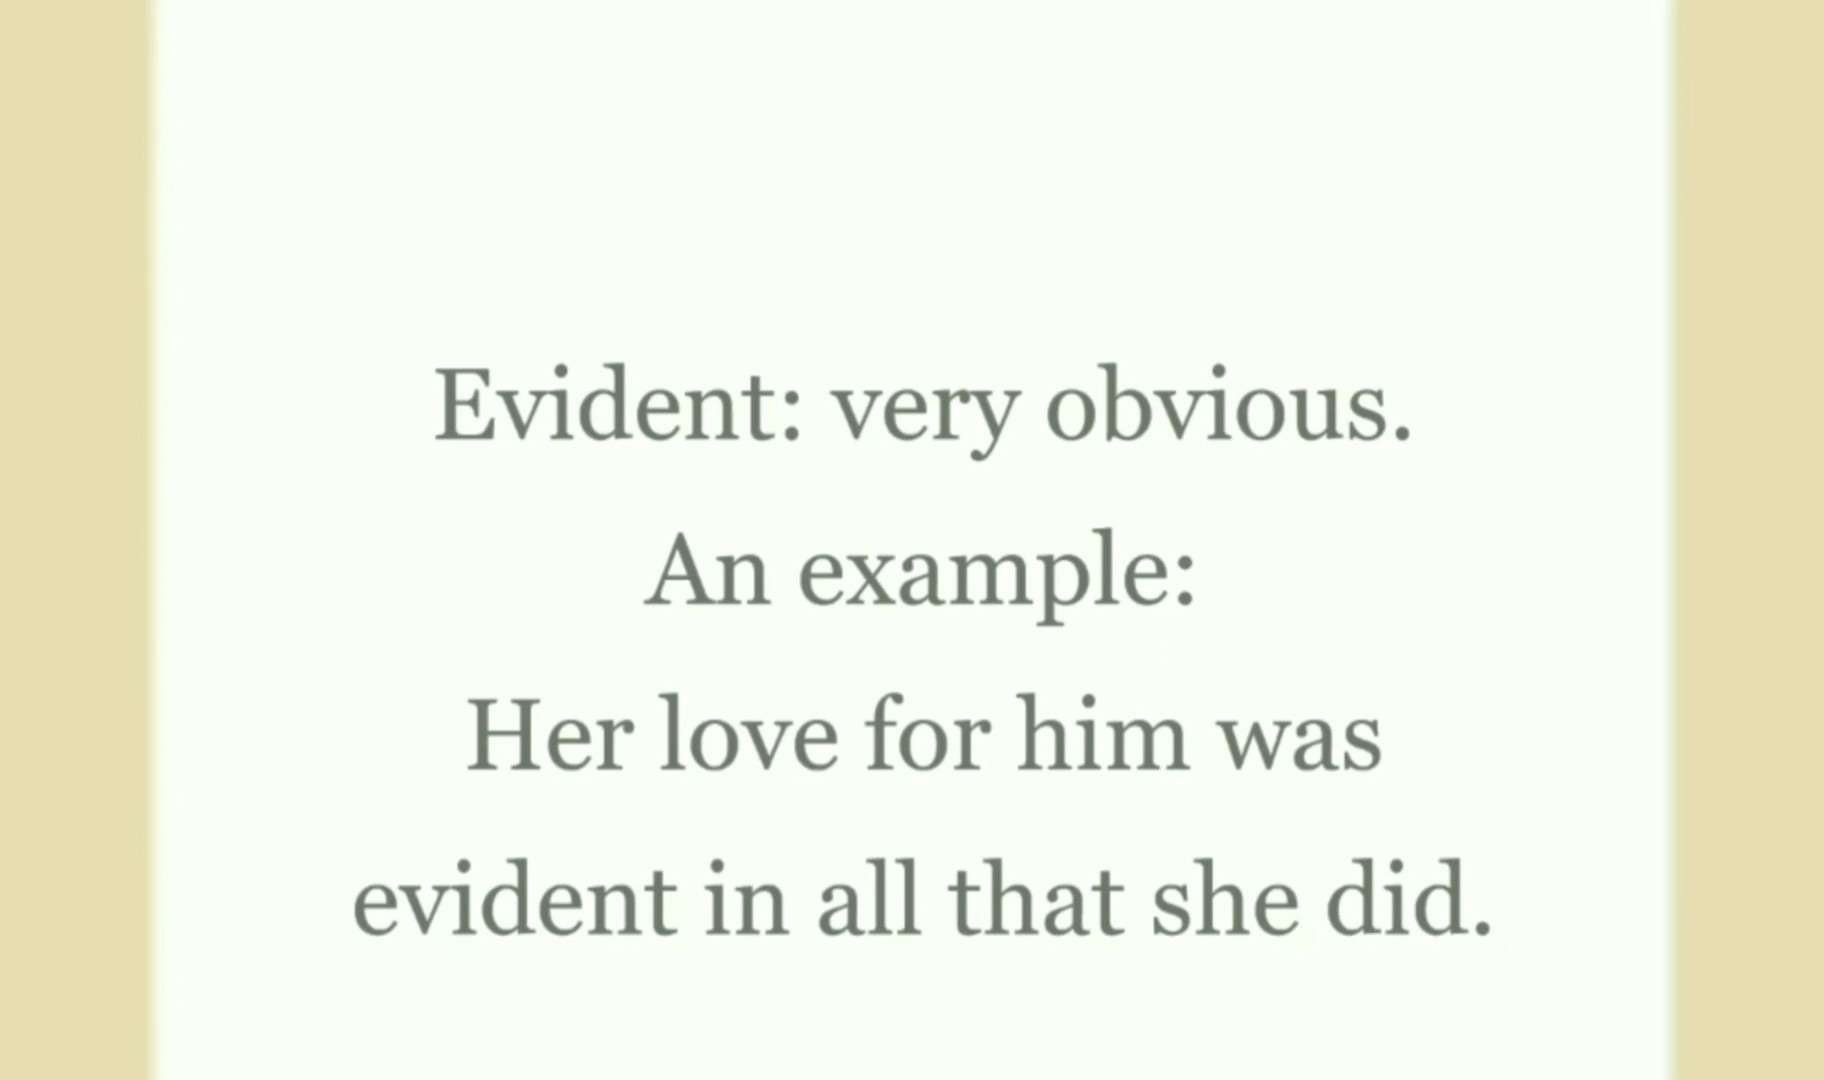 Evident: very obvious.
An example:
Her love for him was
evident in all that she did.